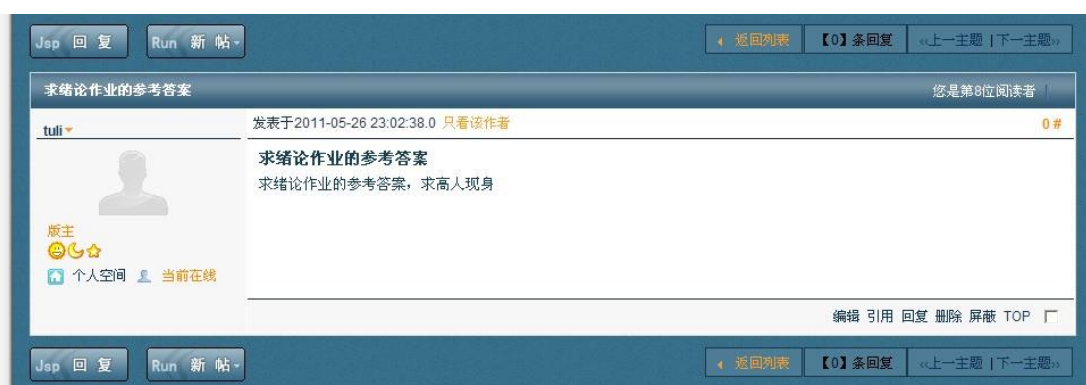 Jsp 回 复 Run 新 帖 返回列表 【0】条回复 ‹‹上一主题 | 下一主题››
求绪论作业的参考答案 您是第8位阅读者 |
tuli 发表于2011-05-26 23:02:38.0 只看该作者 0 #
求绪论作业的参考答案
求绪论作业的参考答案，求高人现身
版主
个人空间 当前在线
编辑 引用 回复 删除 屏蔽 TOP
Jsp 回 复 Run 新 帖 返回列表 【0】条回复 ‹‹上一主题 | 下一主题››